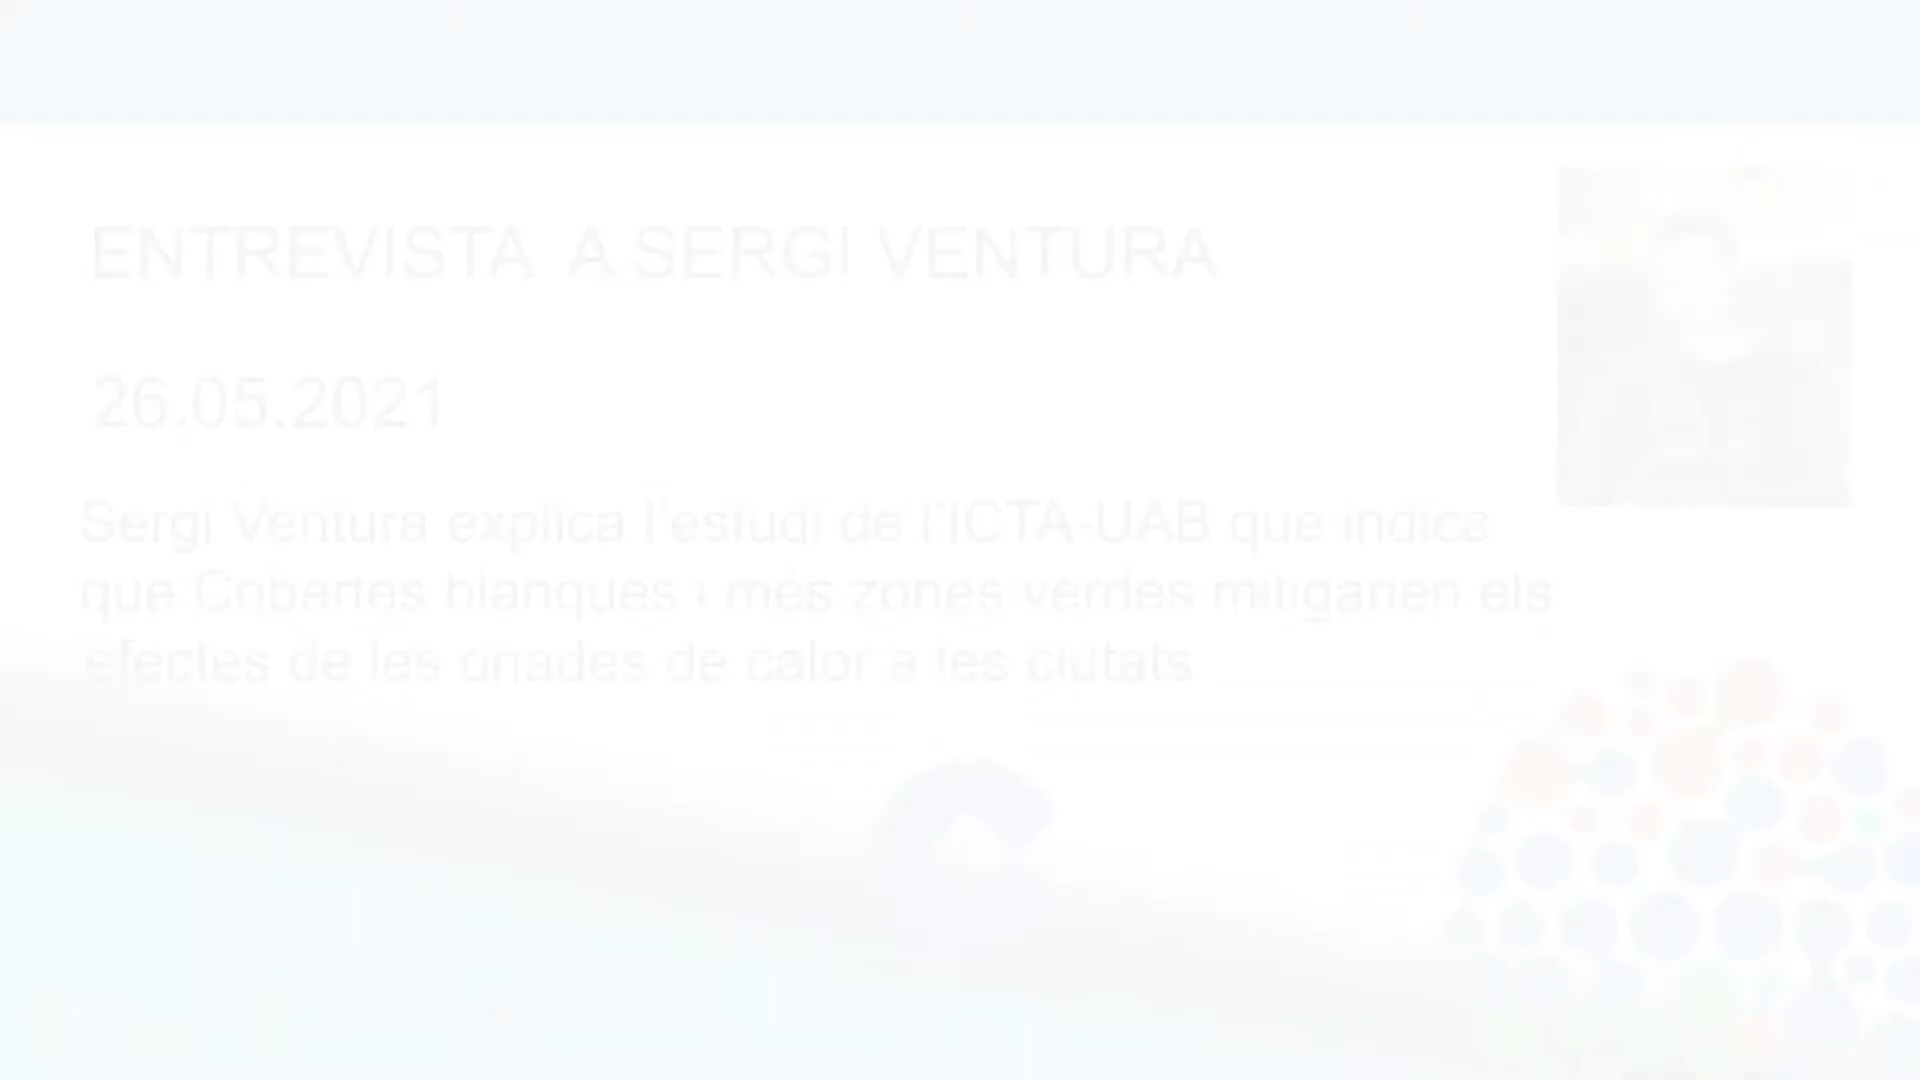 ENTREVISTA A SERGI VENTURA
26.05.2021
Sergi Ventura explica l'estudi de l'ICTA-UAB que indica
que Cobertes blanques i més zones verdes mitigarien els
efectes de les onades de calor a les ciutats